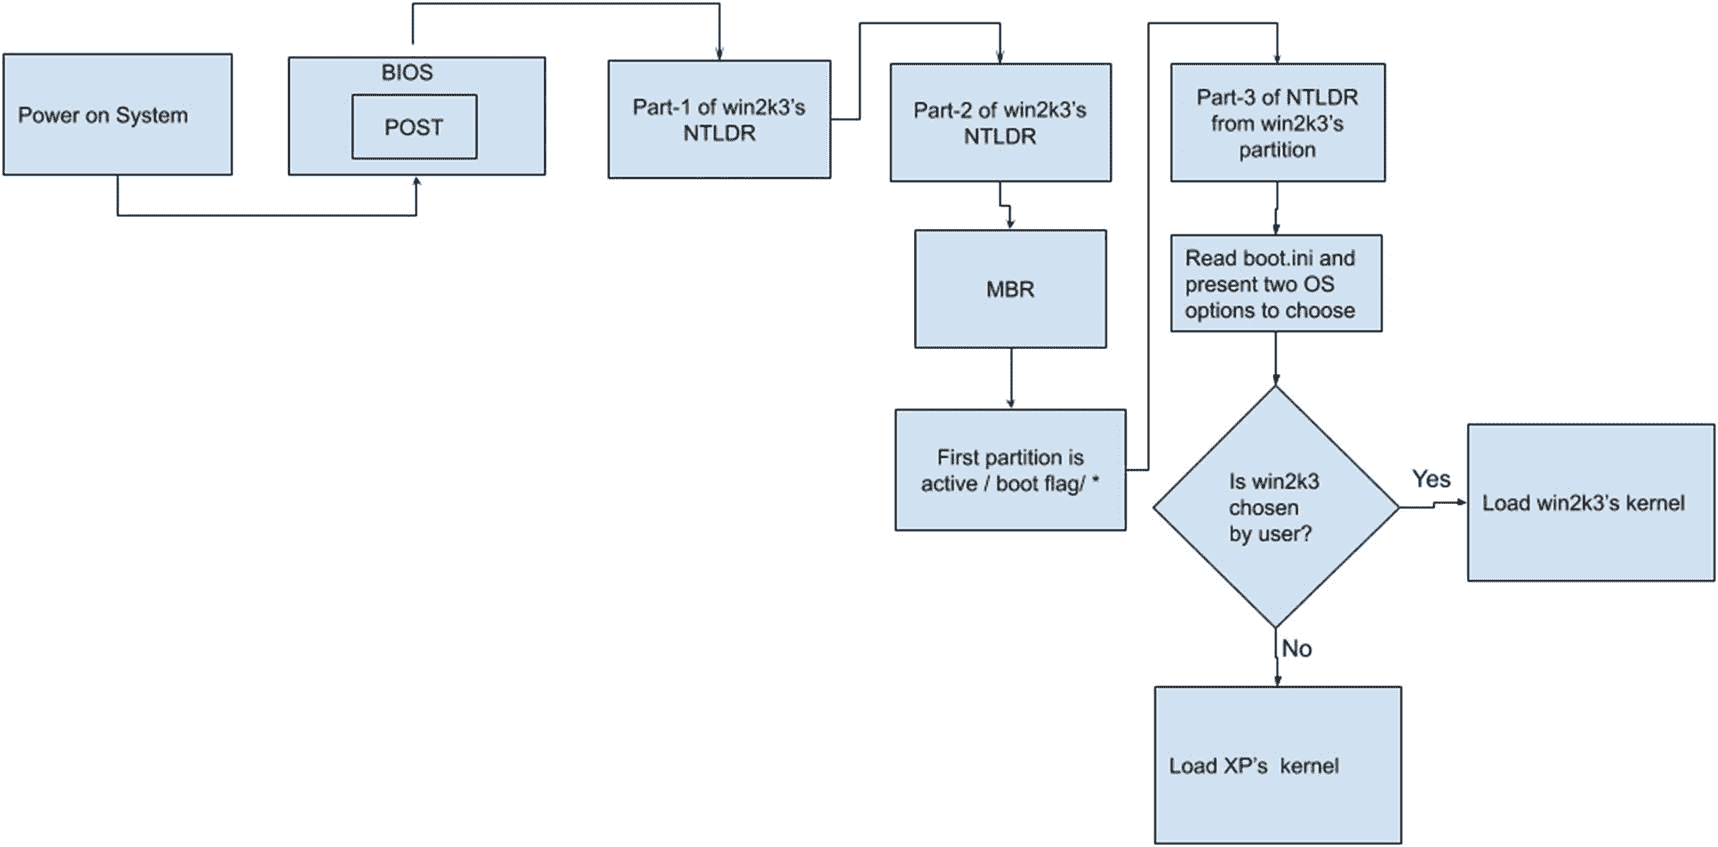 Power on System
BIOS
POST
Part-1 of win2k3's
NTLDR
Part-2 of win2k3's
NTLDR
MBR
First partition is
active / boot flag/ *
Part-3 of NTLDR
from win2k3's
partition
Read boot.ini and
present two OS
options to choose
Is win2k3
chosen
by user?
Yes
Load win2k3's kernel
No
Load XP's kernel